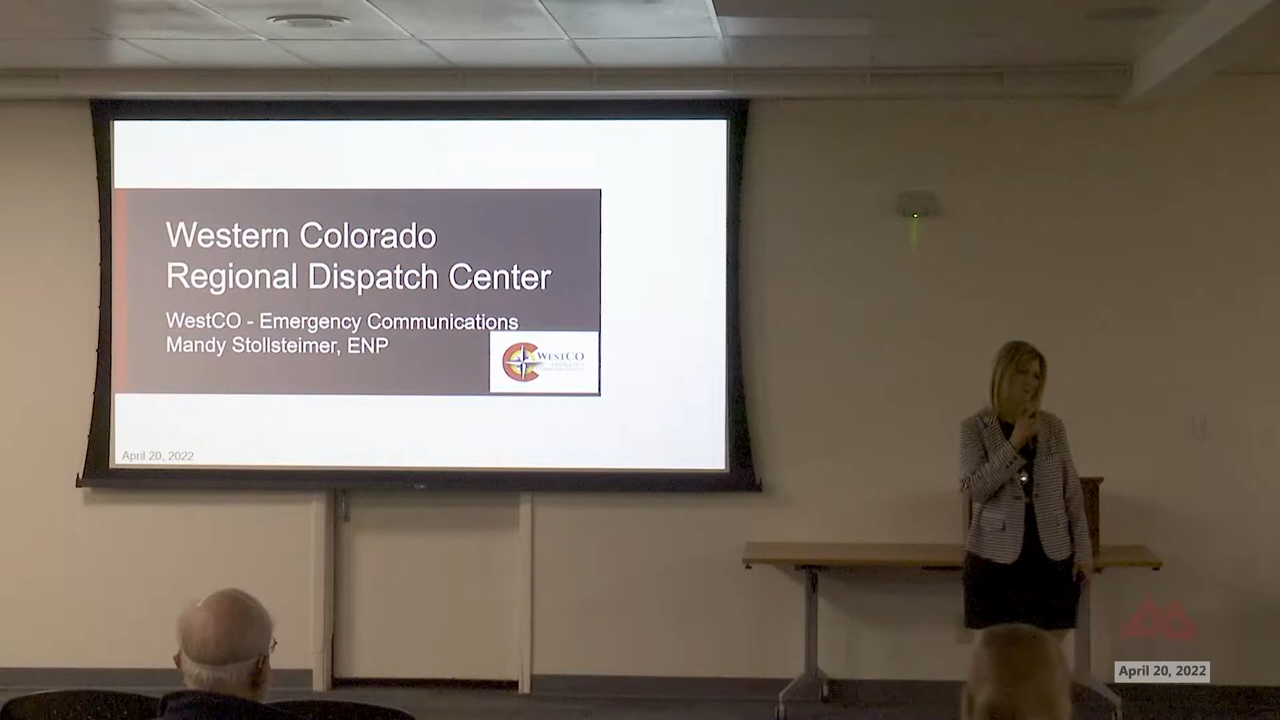 Western Colorado
Regional Dispatch Center
WestCO - Emergency Communications
Mandy Stollsteimer, ENP
WESTCO
April 20, 2022
April 20, 2022